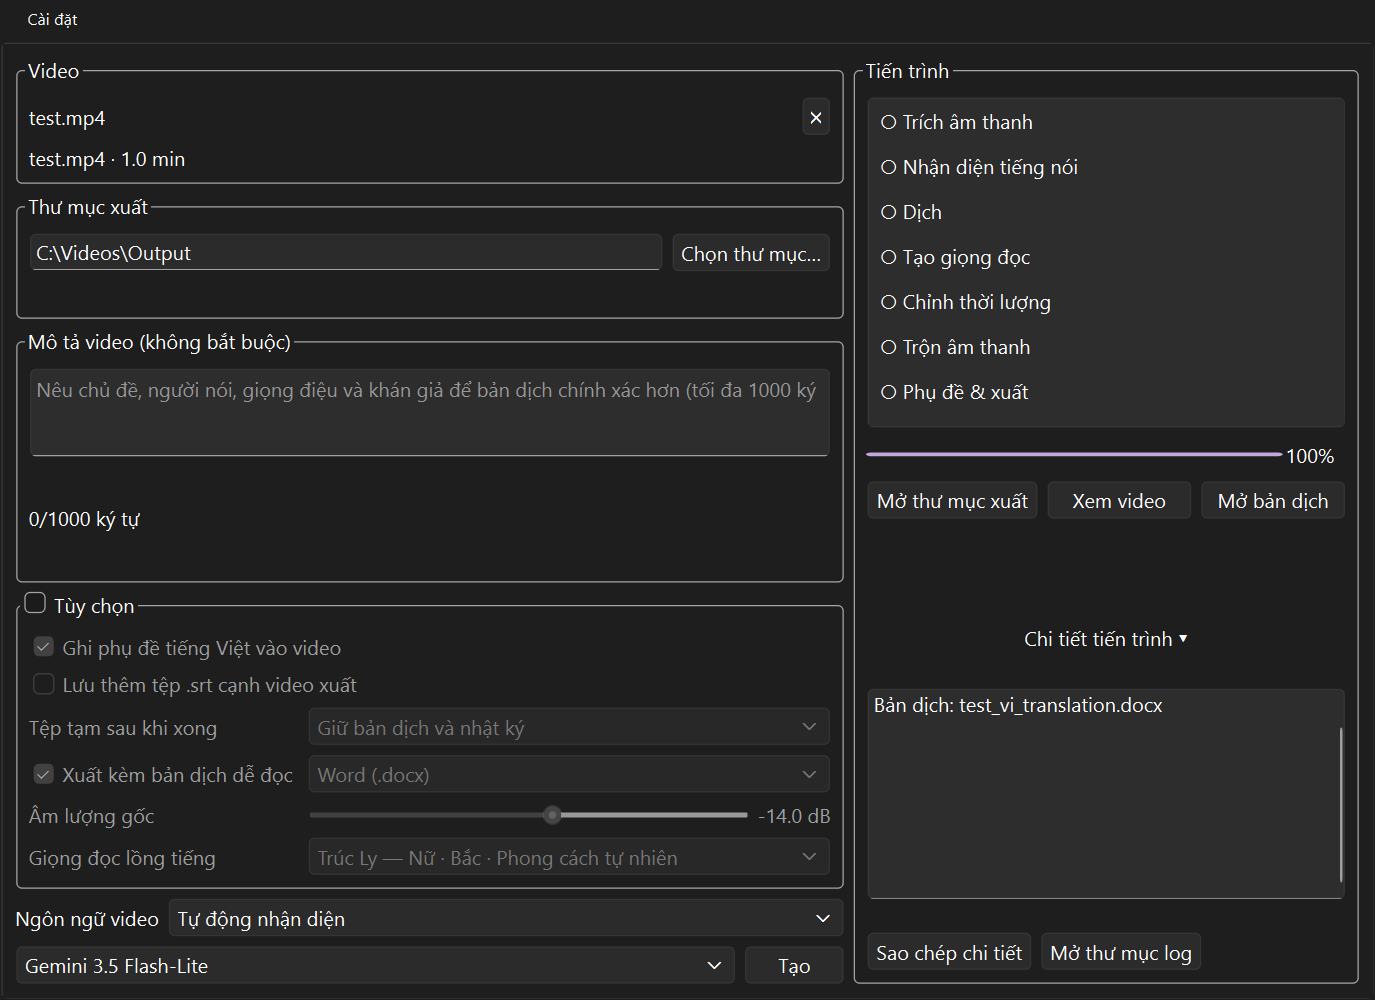 Cài đặt
Video
test.mp4
×
test.mp4 · 1.0 min
Thư mục xuất
C:\Videos\Output
Chọn thư mục...
Mô tả video (không bắt buộc)
Nêu chủ đề, người nói, giọng điệu và khán giả để bản dịch chính xác hơn (tối đa 1000 ký
0/1000 ký tự
Tùy chọn
Ghi phụ đề tiếng Việt vào video
Lưu thêm tệp .srt cạnh video xuất
Tệp tạm sau khi xong
Giữ bản dịch và nhật ký
Xuất kèm bản dịch dễ đọc
Word (.docx)
Âm lượng gốc
-14.0 dB
Giọng đọc lồng tiếng
Trúc Ly — Nữ · Bắc · Phong cách tự nhiên
Ngôn ngữ video
Tự động nhận diện
Gemini 3.5 Flash-Lite
Tạo
Tiến trình
○ Trích âm thanh
○ Nhận diện tiếng nói
○ Dịch
○ Tạo giọng đọc
○ Chỉnh thời lượng
○ Trộn âm thanh
○ Phụ đề & xuất
100%
Mở thư mục xuất
Xem video
Mở bản dịch
Chi tiết tiến trình ▼
Bản dịch: test_vi_translation.docx
Sao chép chi tiết
Mở thư mục log